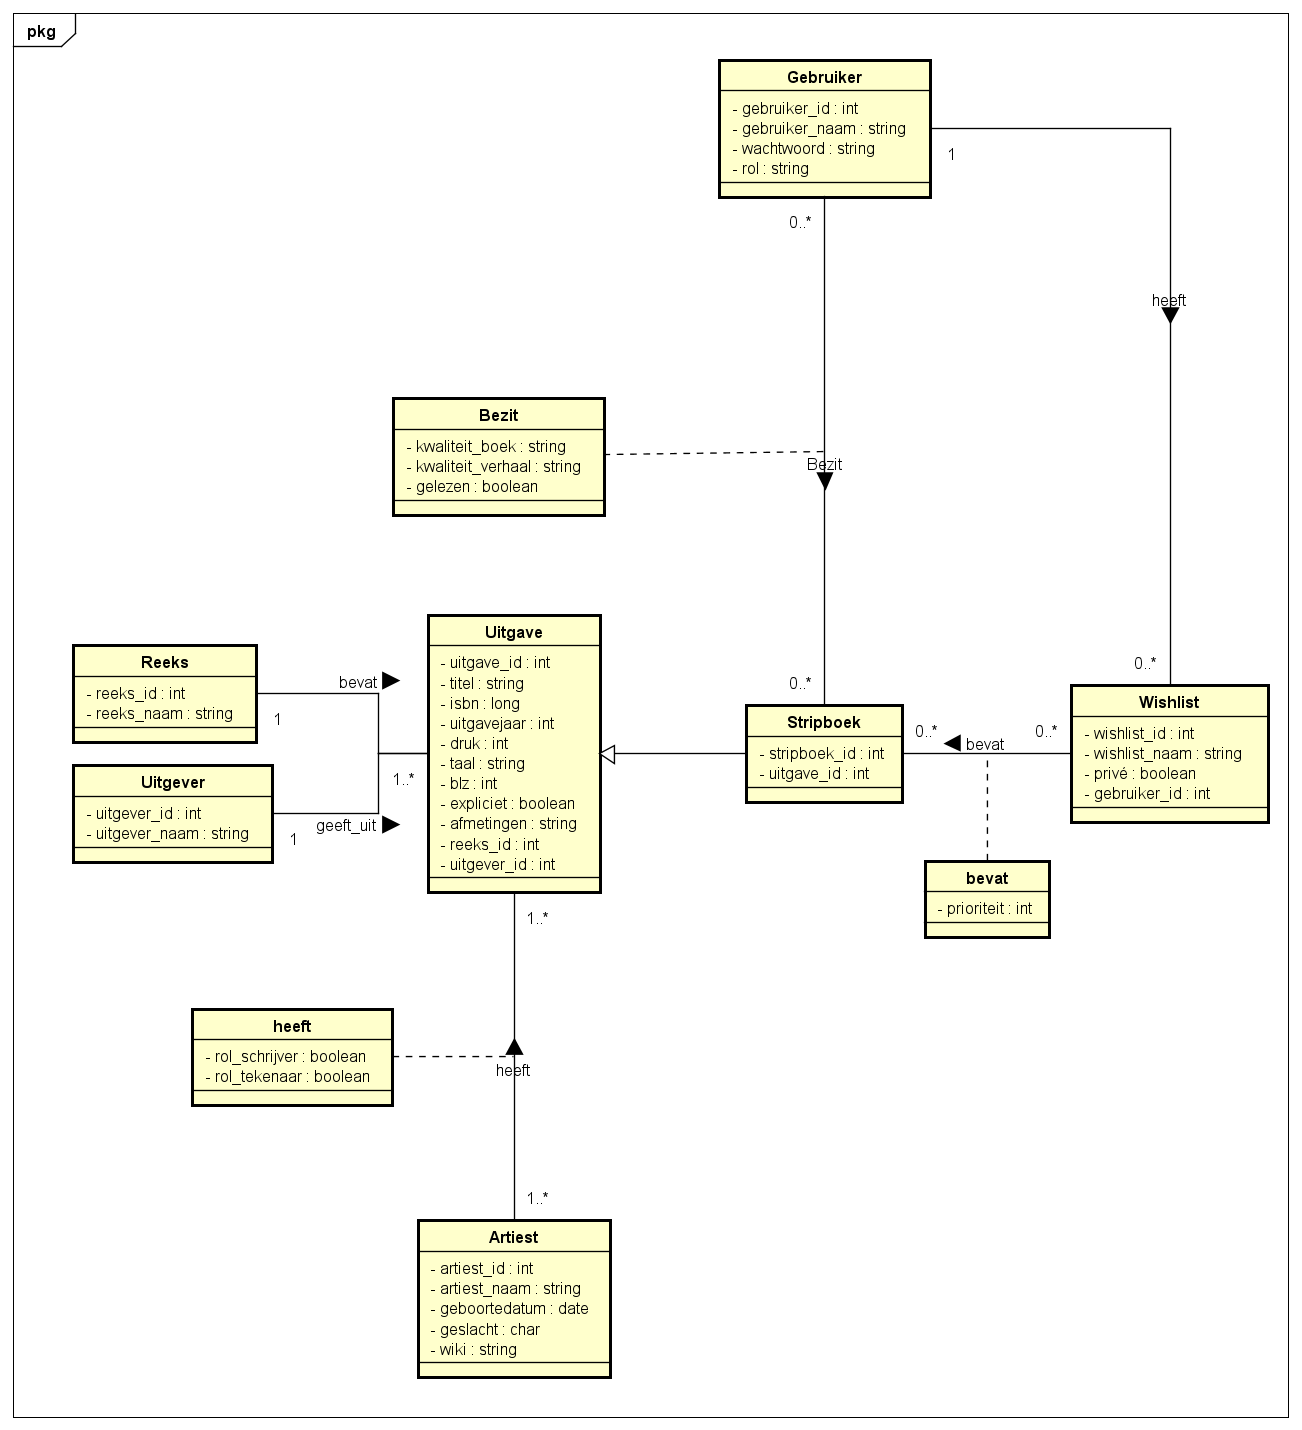 pkg
Gebruiker
- gebruiker_id : int
- gebruiker_naam : string
- wachtwoord : string
- rol : string
1
0..*
heeft
Bezit
- kwaliteit_boek : string
- kwaliteit_verhaal : string
- gelezen : boolean
Bezit
Uitgave
- uitgave_id : int
- titel : string
- isbn : long
- uitgavejaar : int
- druk : int
- taal : string
- blz : int
- expliciet : boolean
- afmetingen : string
- reeks_id : int
- uitgever_id : int
Reeks
- reeks_id : int
- reeks_naam : string
bevat
1
Uitgever
- uitgever_id : int
- uitgever_naam : string
1..*
geeft_uit
1
0..*
0..*
Stripboek
- stripboek_id : int
- uitgave_id : int
0..*
0..*
bevat
Wishlist
- wishlist_id : int
- wishlist_naam : string
- privé : boolean
- gebruiker_id : int
bevat
- prioriteit : int
1..*
heeft
- rol_schrijver : boolean
- rol_tekenaar : boolean
heeft
1..*
Artiest
- artiest_id : int
- artiest_naam : string
- geboortedatum : date
- geslacht : char
- wiki : string